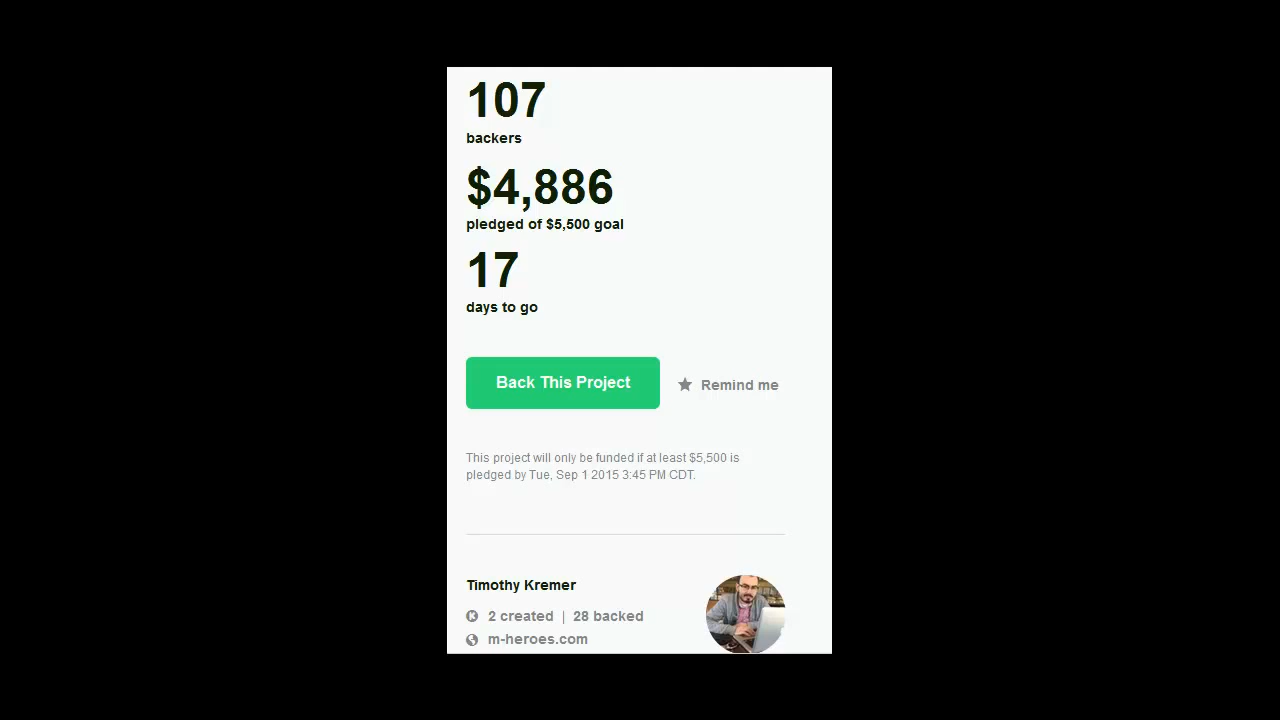 107
backers
$4,886
pledged of $5,500 goal
17
days to go
Back This Project
Remind me
This project will only be funded if at least $5,500 is
pledged by Tue, Sep 1 2015 3:45 PM CDT.
Timothy Kremer
2 created | 28 backed
m-heroes.com